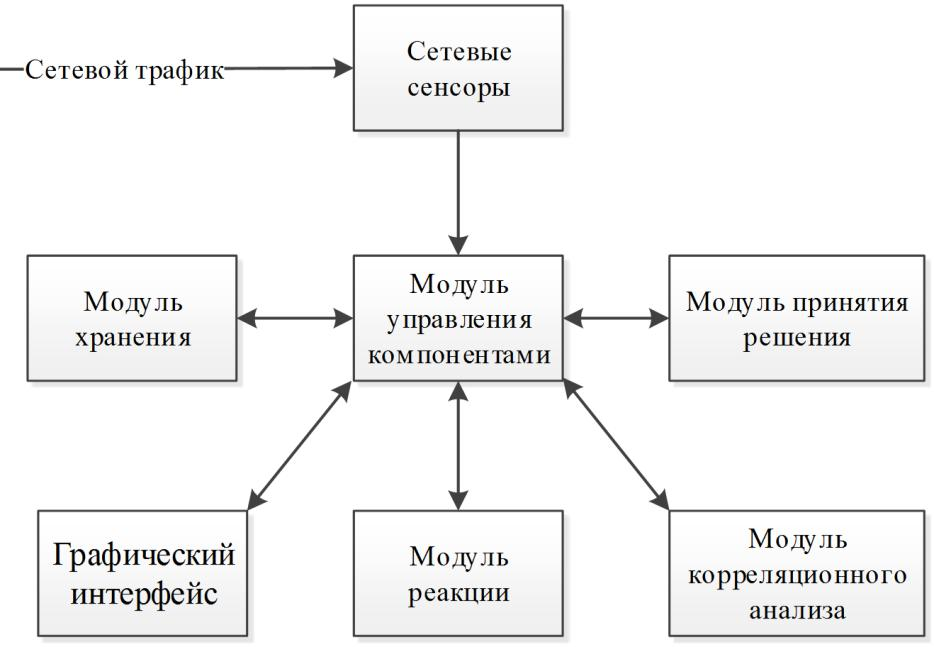 Сетевые
сенсоры
Сетевой трафик
Модуль
хранения
Модуль
управления
компонентами
Модуль принятия
решения
Графический
интерфейс
Модуль
реакции
Модуль
корреляционного
анализа